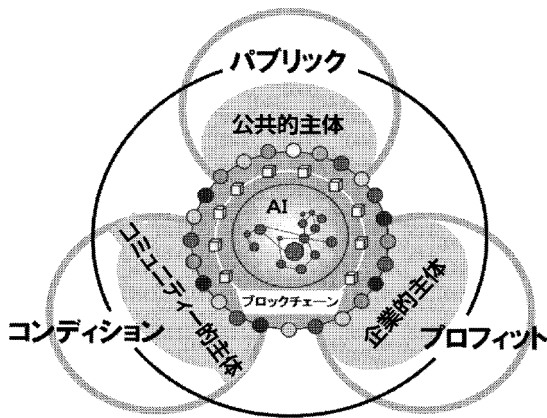 パブリック
公共的主体
AI
ブロックチェーン
コミュニティー的主体
企業的主体
コンディション
プロフィット